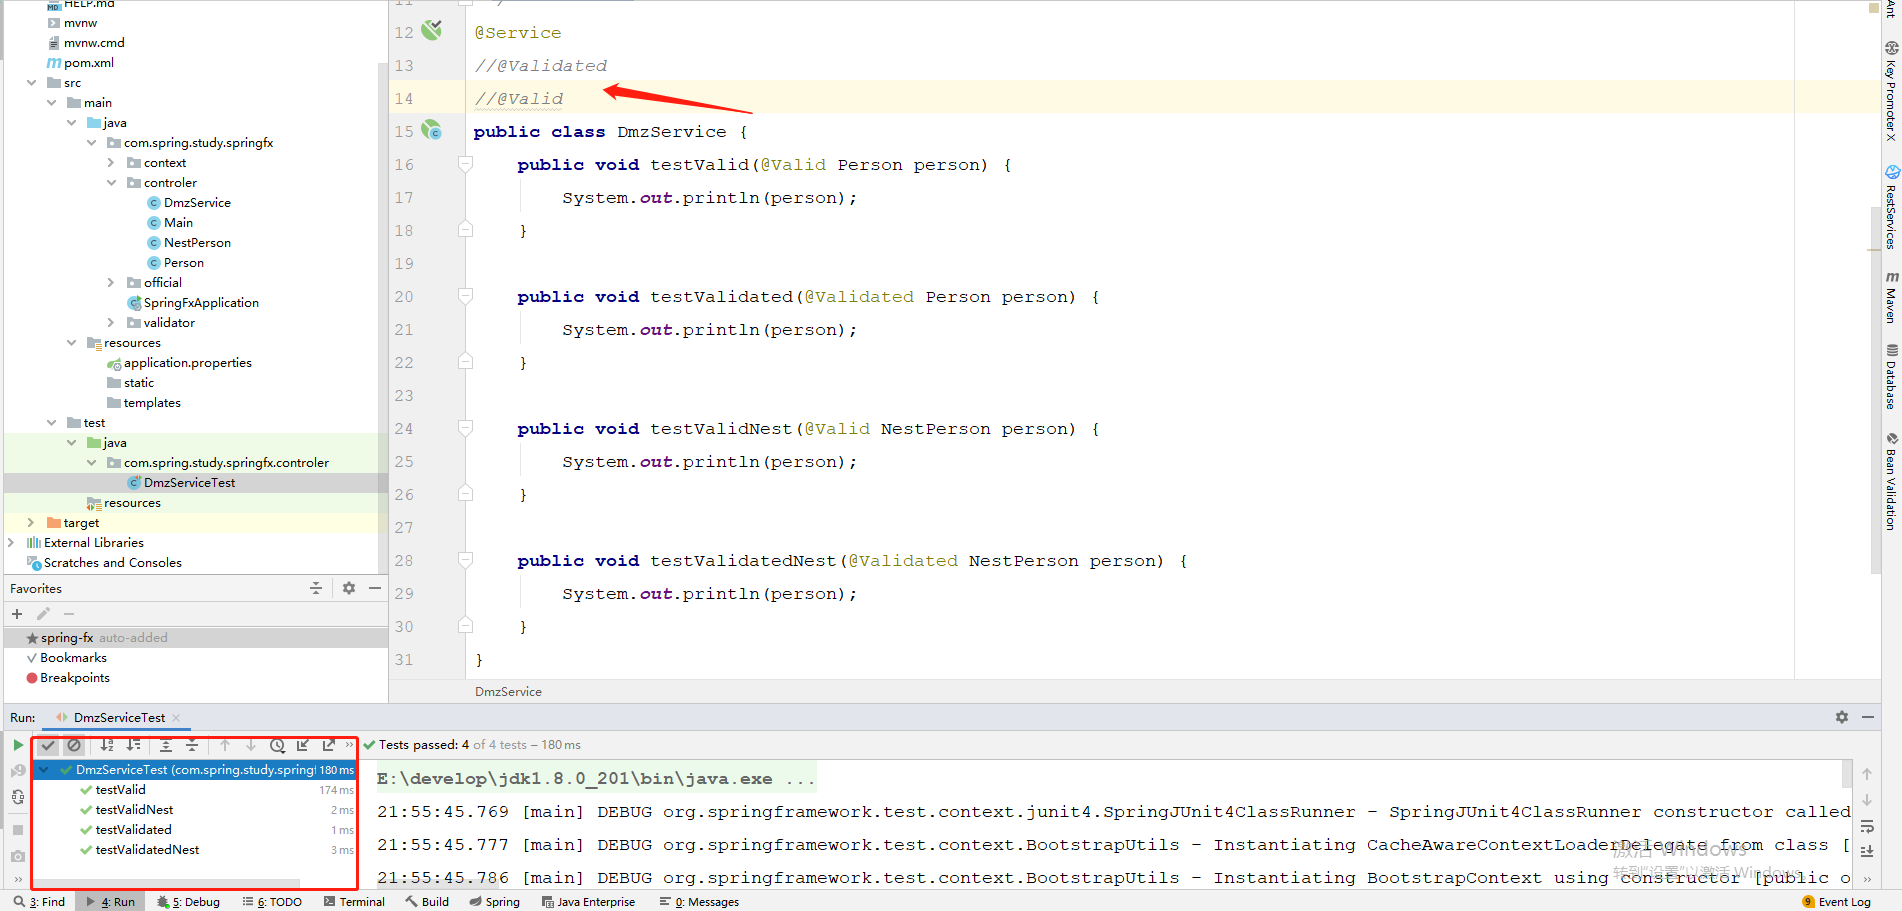 HELP.md
mvnw
mvnw.cmd
pom.xml
src
main
java
com.spring.study.springfx
context
controler
DmzService
Main
NestPerson
Person
official
SpringFxApplication
validator
resources
application.properties
static
templates
test
java
com.spring.study.springfx.controler
DmzServiceTest
resources
target
External Libraries
Scratches and Consoles
Favorites
spring-fx auto-added
Bookmarks
Breakpoints
11 */
12 @Service
13 //@Validated
14 //@Valid
15 public class DmzService {
16 public void testValid(@Valid Person person) {
17 System.out.println(person);
18 }
19
20 public void testValidated(@Validated Person person) {
21 System.out.println(person);
22 }
23
24 public void testValidNest(@Valid NestPerson person) {
25 System.out.println(person);
26 }
27
28 public void testValidatedNest(@Validated NestPerson person) {
29 System.out.println(person);
30 }
31 }
DmzService
Ant
Key Promoter X
RestServices
Maven
Database
Bean Validation
Run: DmzServiceTest
Tests passed: 4 of 4 tests – 180 ms
DmzServiceTest (com.spring.study.springf 180 ms
testValid 174 ms
testValidNest 2 ms
testValidated 1 ms
testValidatedNest 3 ms
E:\develop\jdk1.8.0_201\bin\java.exe ...
21:55:45.769 [main] DEBUG org.springframework.test.context.junit4.SpringJUnit4ClassRunner - SpringJUnit4ClassRunner constructor called
21:55:45.777 [main] DEBUG org.springframework.test.context.BootstrapUtils - Instantiating CacheAwareContextLoaderDelegate from class [
21:55:45.786 [main] DEBUG org.springframework.test.context.BootstrapUtils - Instantiating BootstrapContext using constructor [public o
激活 Windows
转到"设置"以激活 Windows。
3: Find
4: Run
5: Debug
6: TODO
Terminal
Build
Spring
Java Enterprise
0: Messages
9 Event Log